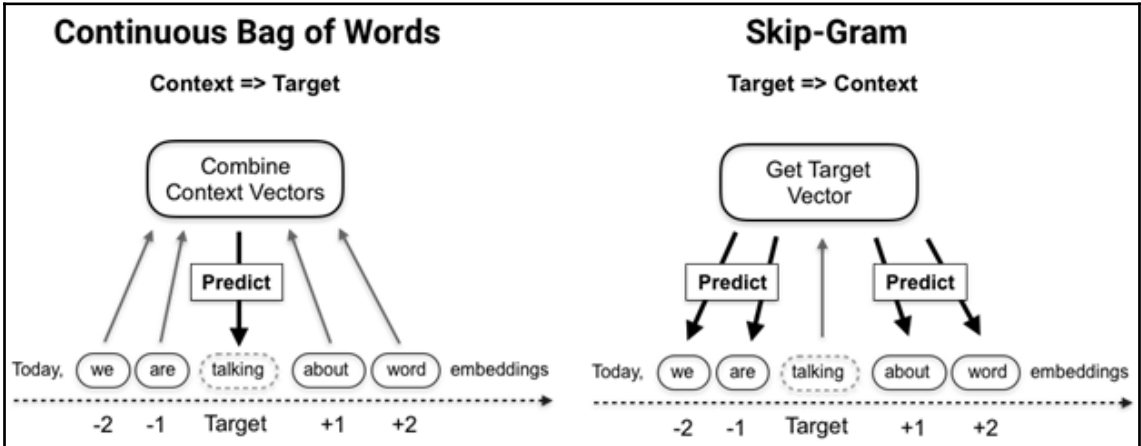 Continuous Bag of Words
Context => Target
Combine
Context Vectors
Predict
Today, we are talking about word embeddings
-2 -1 Target +1 +2
Skip-Gram
Target => Context
Get Target
Vector
Predict Predict
Today, we are talking about word embeddings
-2 -1 Target +1 +2